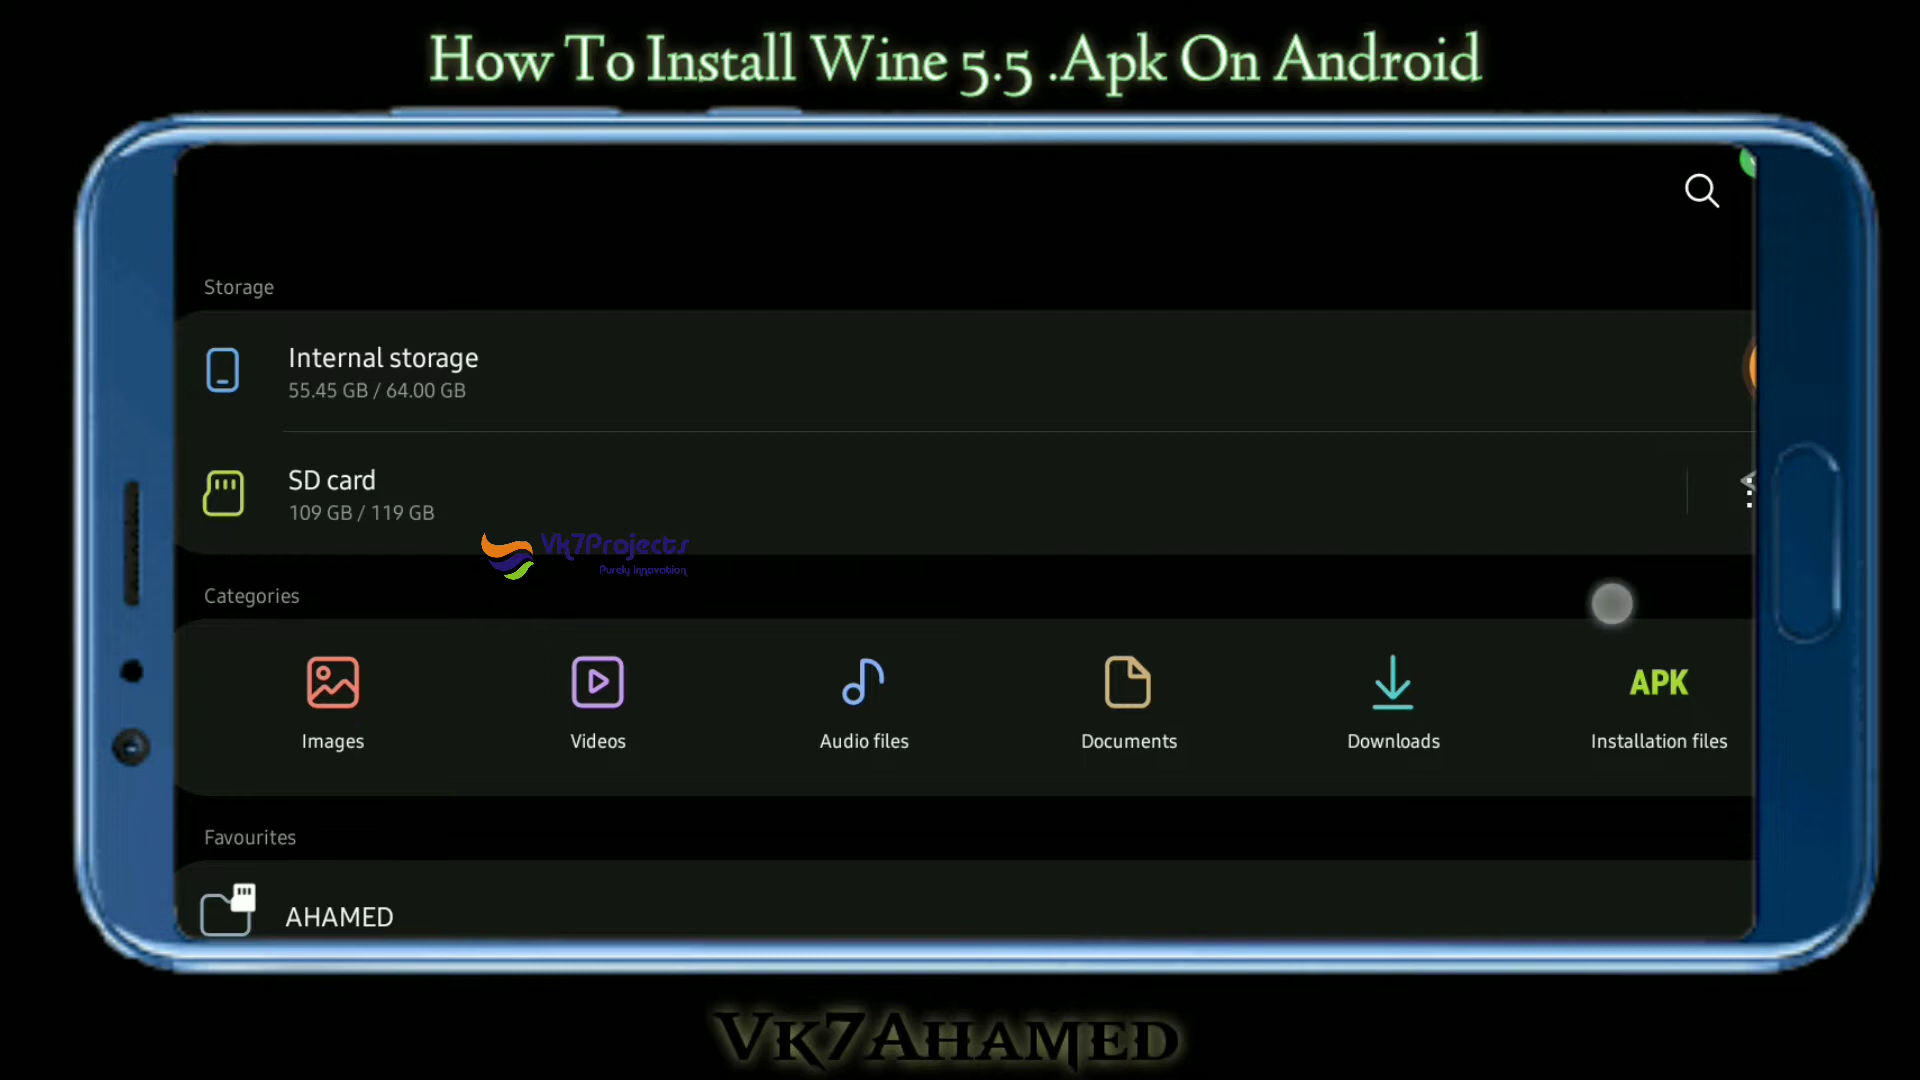 How To Install Wine 5.5 .Apk On Android
Storage
Internal storage
55.45 GB / 64.00 GB
SD card
109 GB / 119 GB
Vk7Projects
Purely Innovation
Categories
Images
Videos
Audio files
Documents
APK
Downloads
Installation files
Favourites
AHAMED
Vk7Ahamed